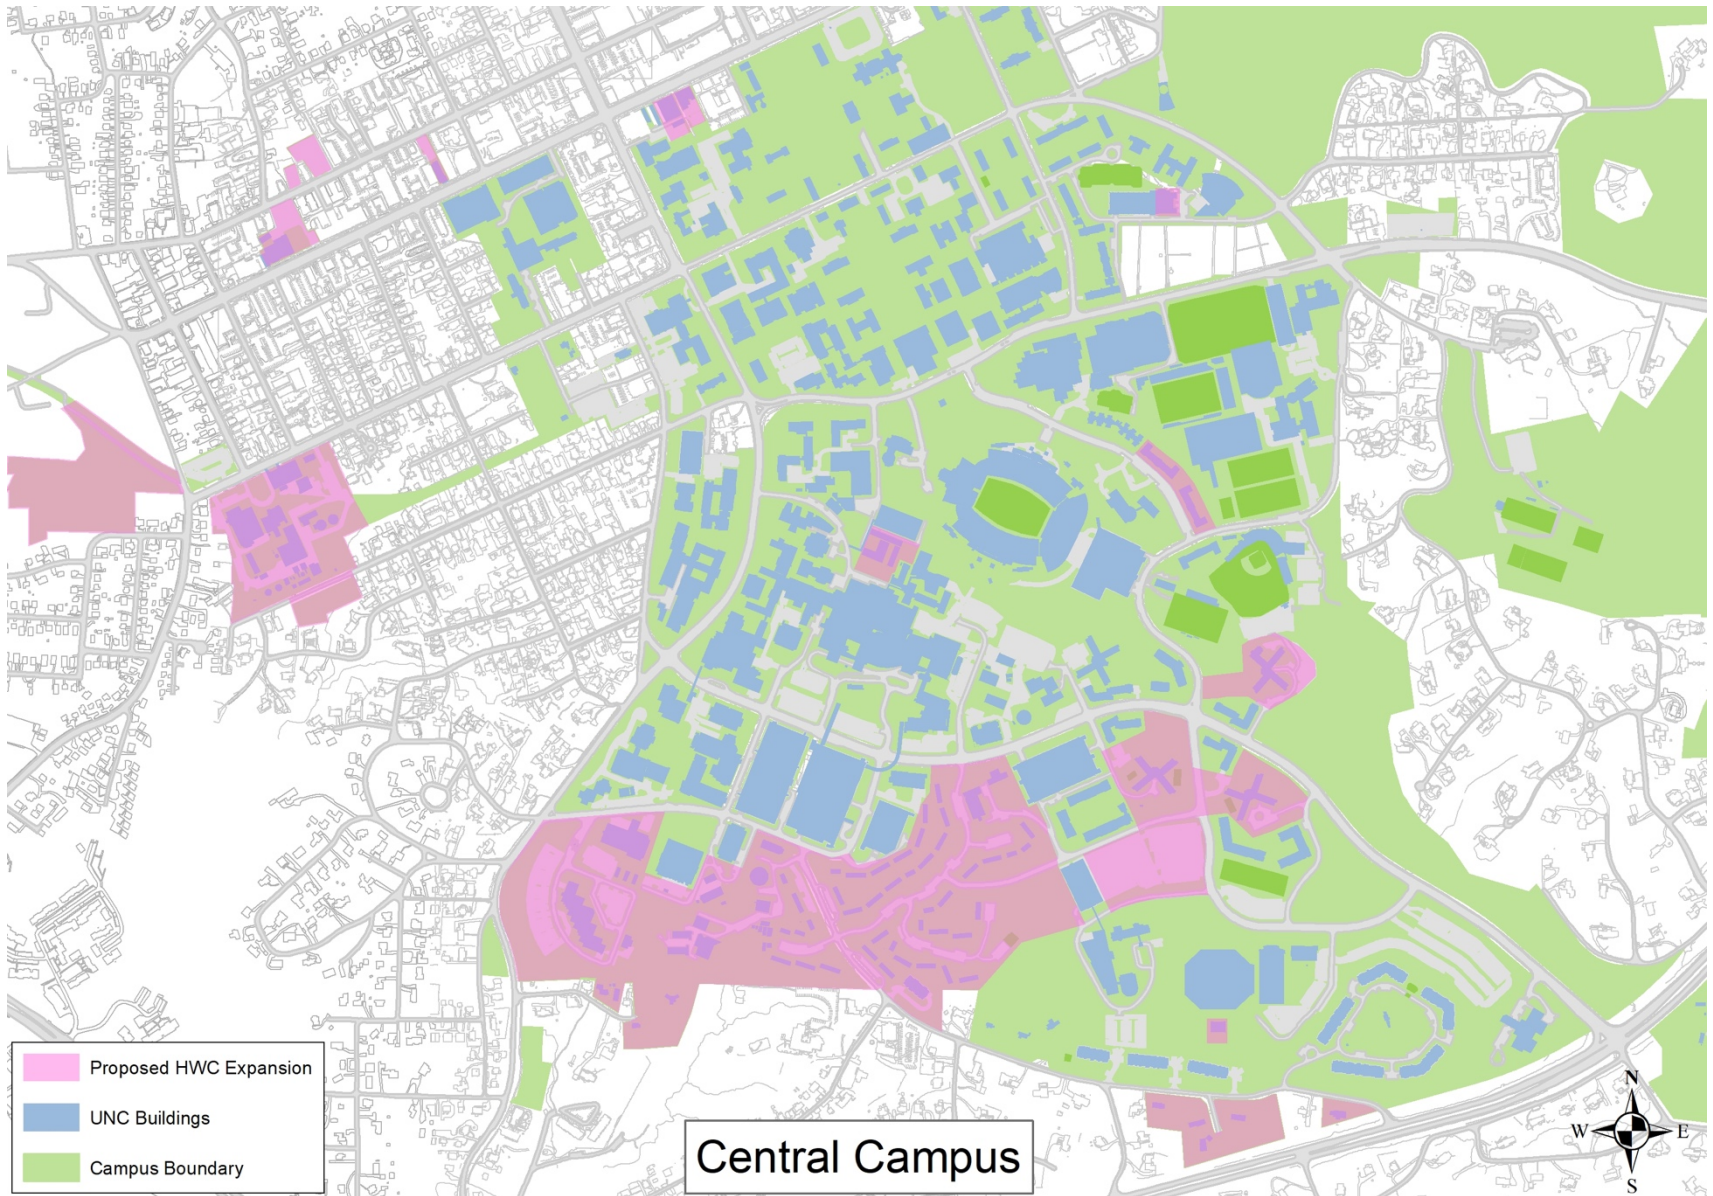 Proposed HWC Expansion
UNC Buildings
Campus Boundary
Central Campus
N
W E
S